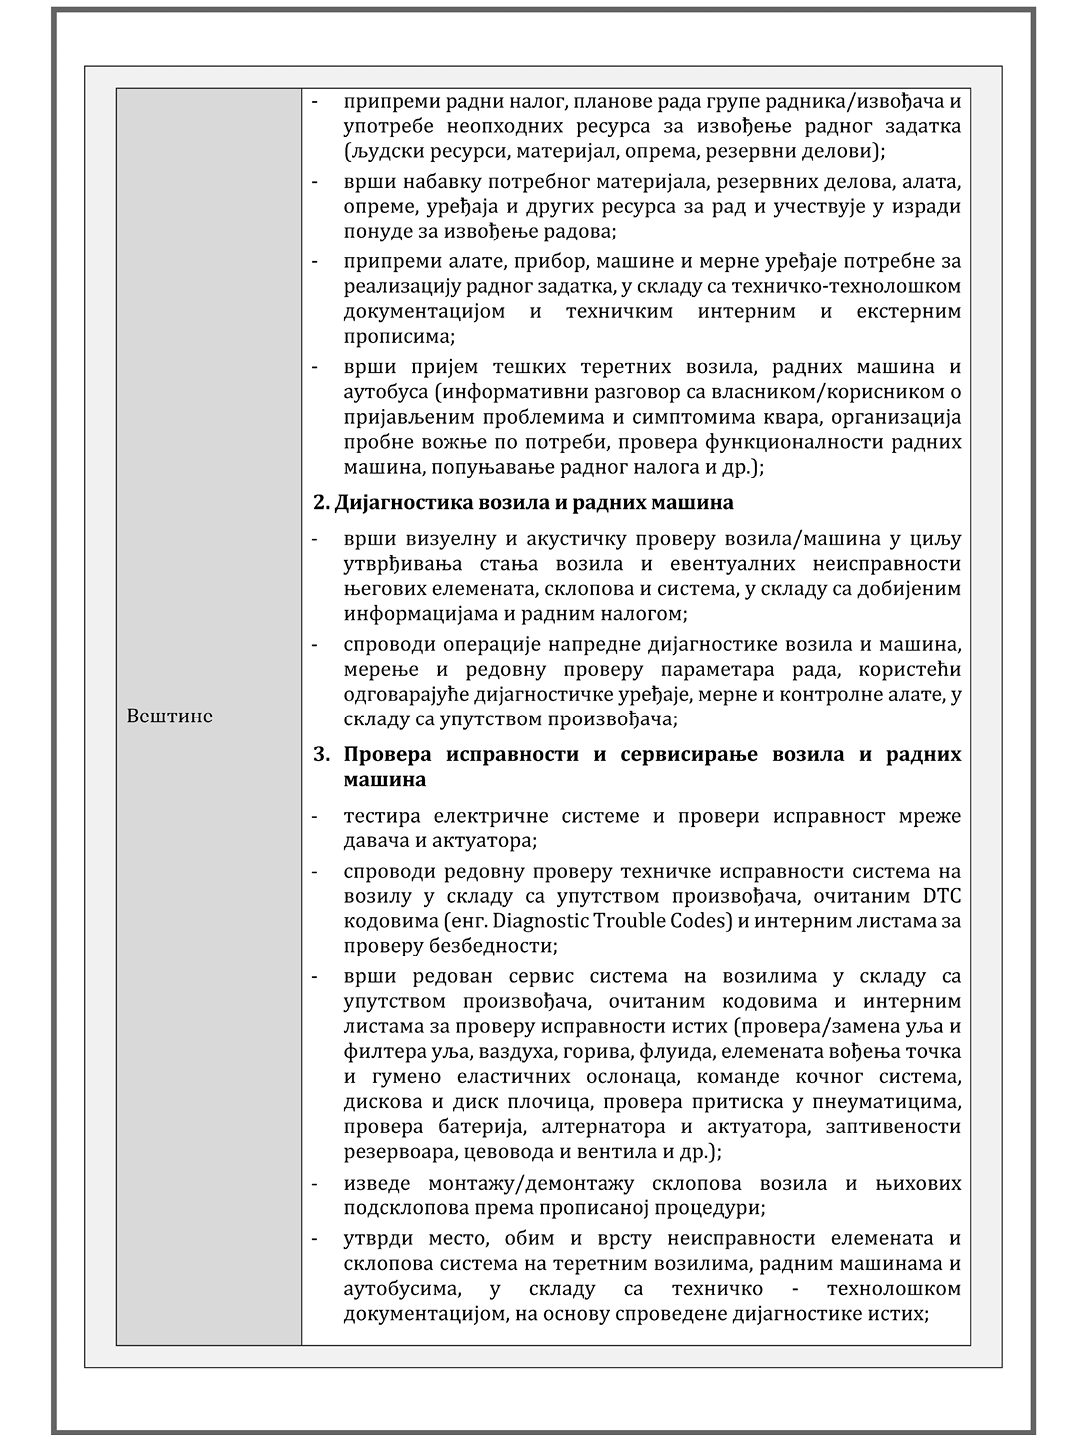 - припреми радни налог, планове рада групе радника/извођача и
употребе неопходних ресурса за извођење радног задатка
(људски ресурси, материјал, опрема, резервни делови);
- врши набавку потребног материјала, резервних делова, алата,
опреме, уређаја и других ресурса за рад и учествује у изради
понуде за извођење радова;
- припреми алате, прибор, машине и мерне уређаје потребне за
реализацију радног задатка, у складу са техничко-технолошком
документацијом и техничким интерним и екстерним
прописима;
- врши пријем тешких теретних возила, радних машина и
аутобуса (информативни разговор са власником/корисником о
пријављеним проблемима и симптомима квара, организација
пробне вожње по потреби, провера функционалности радних
машина, попуњавање радног налога и др.);
2. Дијагностика возила и радних машина
- врши визуелну и акустичку проверу возила/машина у циљу
утврђивања стања возила и евентуалних неисправности
његових елемената, склопова и система, у складу са добијеним
информацијама и радним налогом;
- спроводи операције напредне дијагностике возила и машина,
мерење и редовну проверу параметара рада, користећи
одговарајуће дијагностичке уређаје, мерне и контролне алате, у
складу са упутством произвођача;
Вештине
3. Провера исправности и сервисирање возила и радних
машина
- тестира електричне системе и провери исправност мреже
давача и актуатора;
- спроводи редовну проверу техничке исправности система на
возилу у складу са упутством произвођача, очитаним DTC
кодовима (енг. Diagnostic Trouble Codes) и интерним листама за
проверу безбедности;
- врши редован сервис система на возилима у складу са
упутством произвођача, очитаним кодовима и интерним
листама за проверу исправности истих (провера/замена уља и
филтера уља, ваздуха, горива, флуида, елемената вођења точка
и гумено еластичних ослонаца, команде кочног система,
дискова и диск плочица, провера притиска у пнеуматицима,
провера батерија, алтернатора и актуатора, заптивености
резервоара, цевовода и вентила и др.);
- изведе монтажу/демонтажу склопова возила и њихових
подсклопова према прописаној процедури;
- утврди место, обим и врсту неисправности елемената и
склопова система на теретним возилима, радним машинама и
аутобусима, у складу са техничко - технолошком
документацијом, на основу спроведене дијагностике истих;